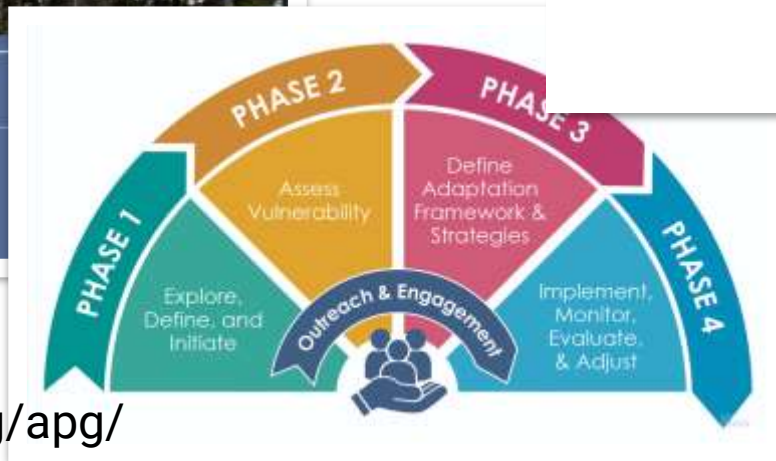 PHASE 1
Explore,
Define, and
Initiate
PHASE 2
Assess
Vulnerability
PHASE 3
Define
Adaptation
Framework &
Strategies
PHASE 4
Implement,
Monitor,
Evaluate,
& Adjust
Outreach & Engagement
/apg/